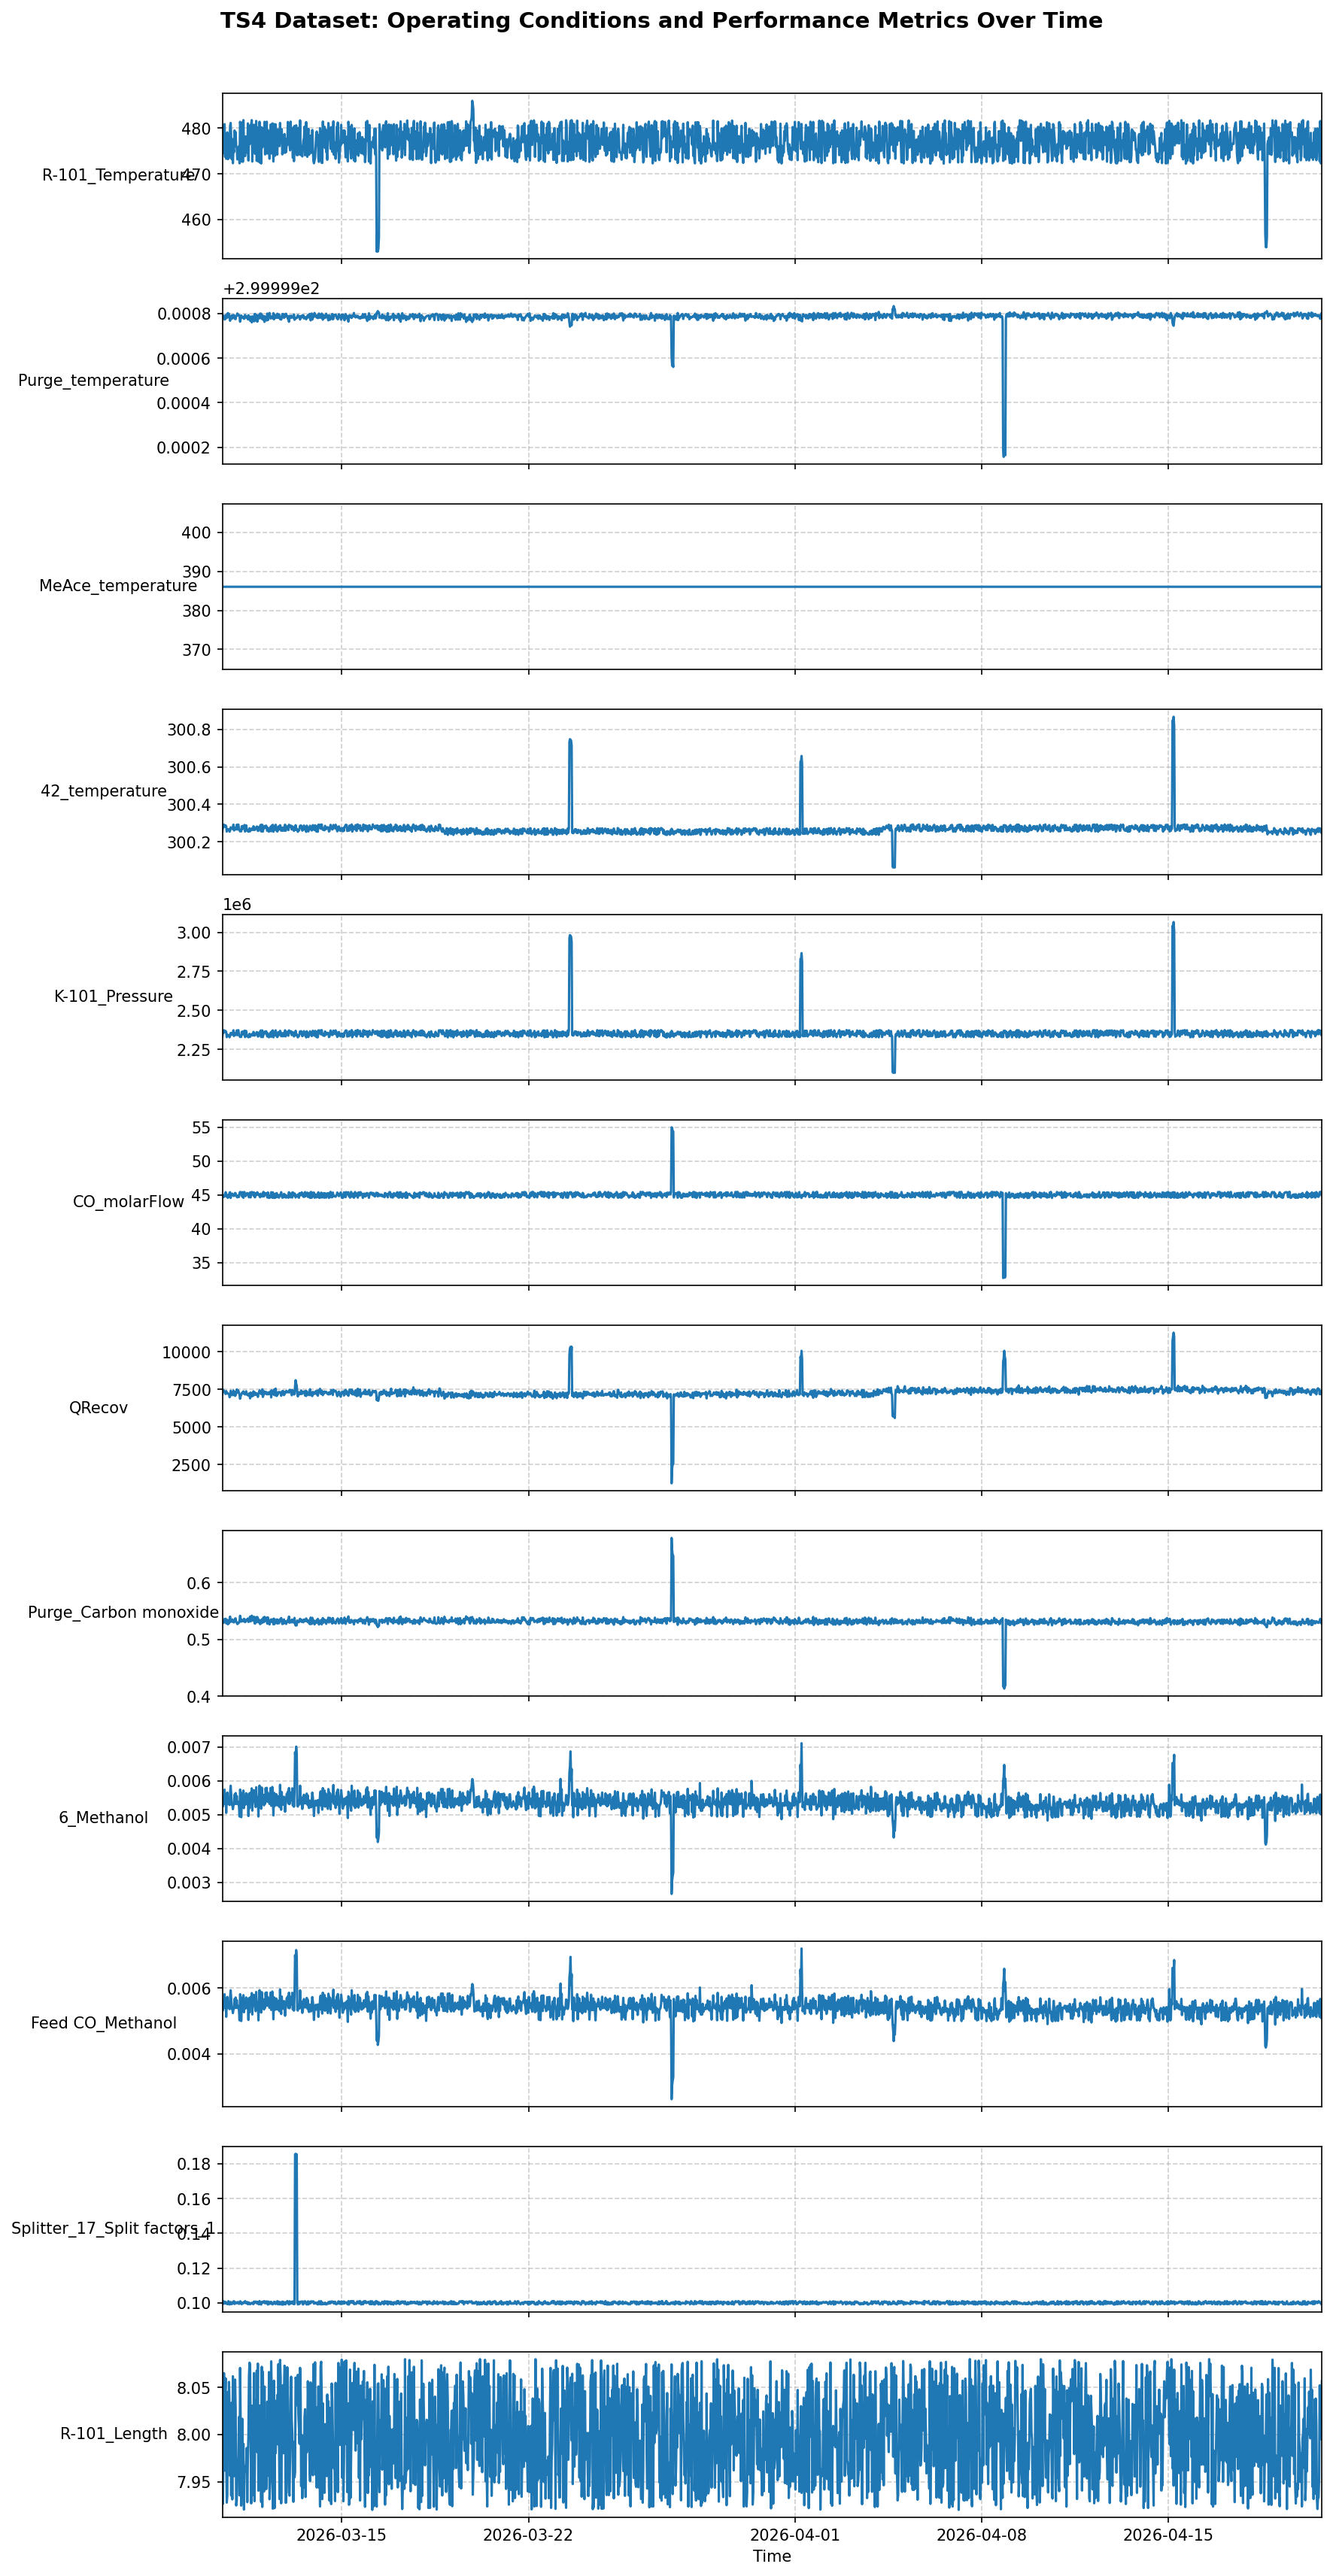 TS4 Dataset: Operating Conditions and Performance Metrics Over Time
480
R-101_Temperature
470
460
+2.99999e2
0.0008
0.0006
Purge_temperature
0.0004
0.0002
400
390
MeAce_temperature
380
370
300.8
300.6
42_temperature
300.4
300.2
1e6
3.00
2.75
K-101_Pressure
2.50
2.25
55
50
CO_molarFlow
45
40
35
10000
7500
QRecov
5000
2500
0.6
Purge_Carbon monoxide
0.5
0.4
0.007
0.006
6_Methanol
0.005
0.004
0.003
0.006
Feed CO_Methanol
0.004
0.18
0.16
Splitter_17_Split factors_1
0.14
0.12
0.10
8.05
R-101_Length
8.00
7.95
2026-03-15 2026-03-22 2026-04-01 2026-04-08 2026-04-15
Time